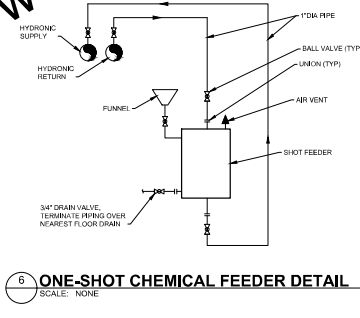 HYDRONIC
SUPPLY
HYDRONIC
RETURN
1"DIA PIPE
BALL VALVE (TYP
UNION (TYP)
FUNNEL
AIR VENT
SHOT FEEDER
3/4" DRAIN VALVE,
TERMINATE PIPING OVER
NEAREST FLOOR DRAIN
6
ONE-SHOT CHEMICAL FEEDER DETAIL
SCALE: NONE